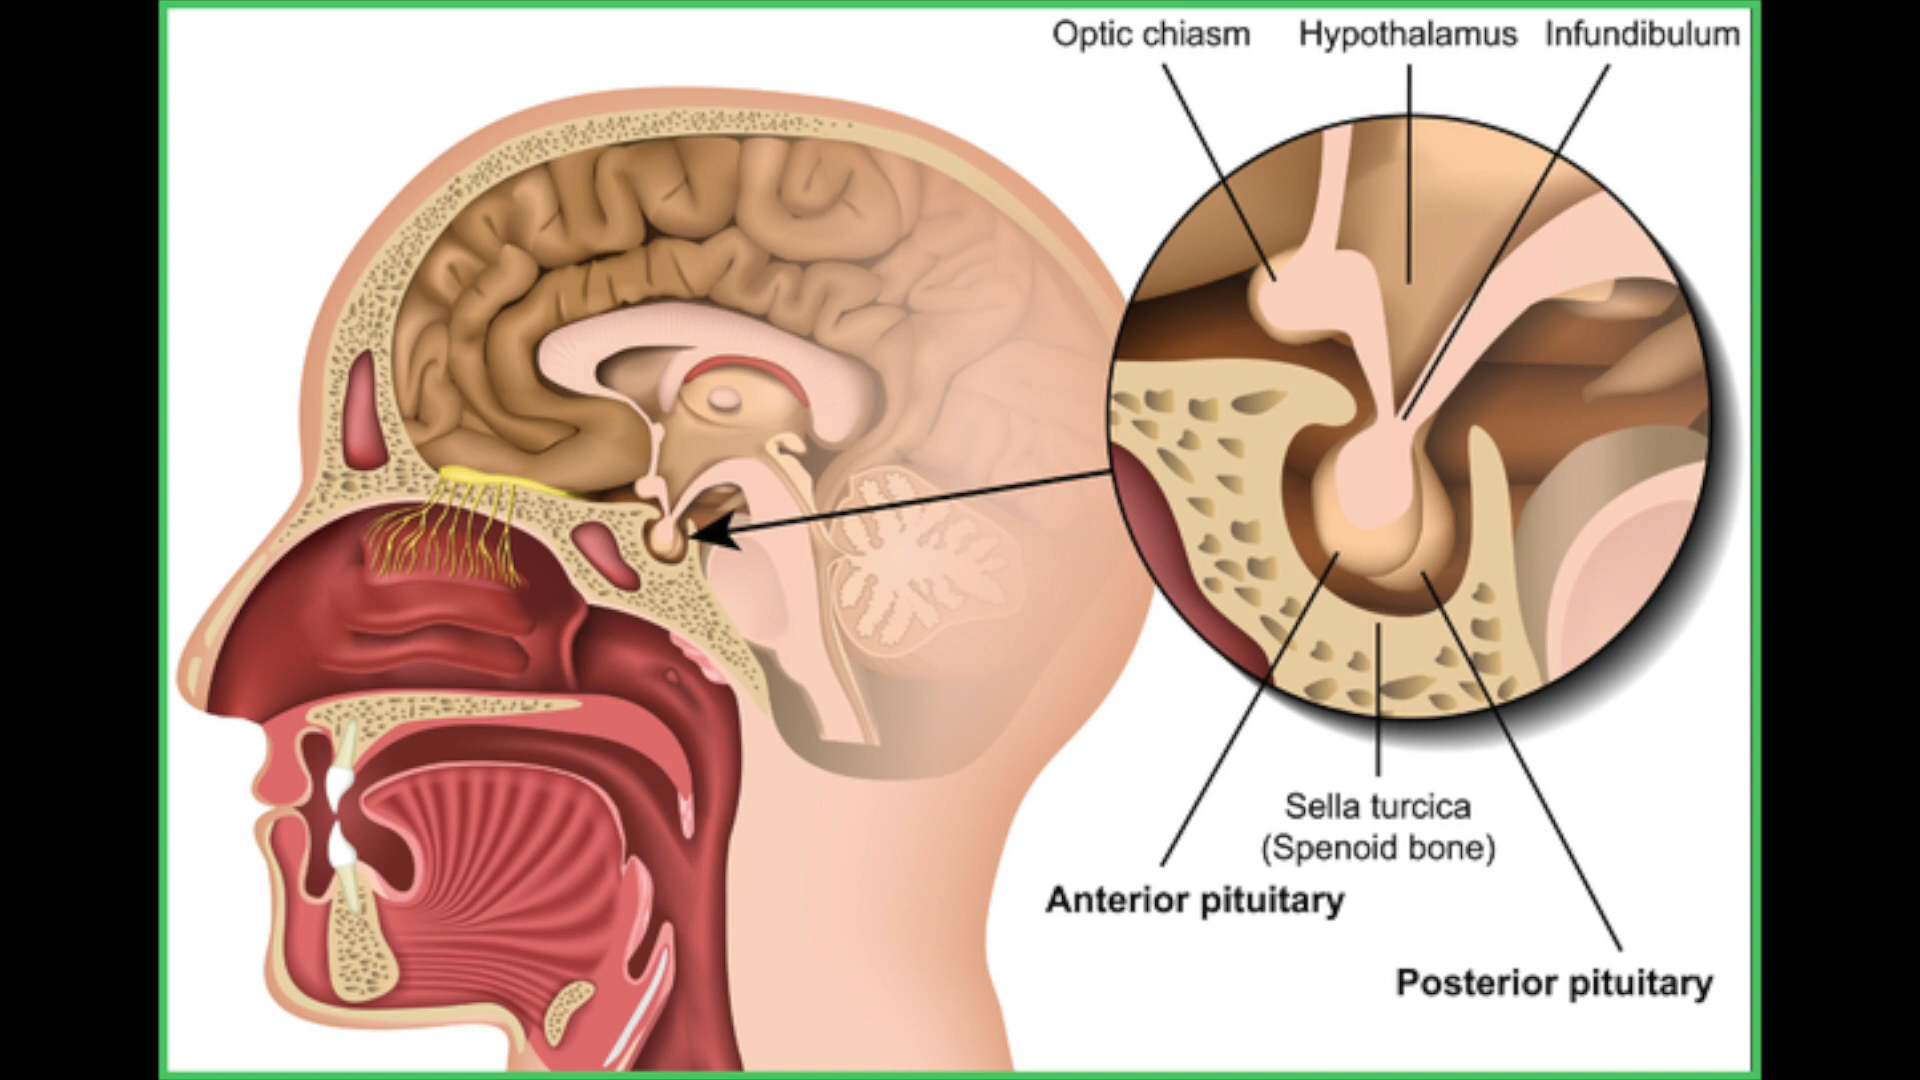 Optic chiasm
Hypothalamus
Infundibulum
Sella turcica
(Spenoid bone)
Anterior pituitary
Posterior pituitary